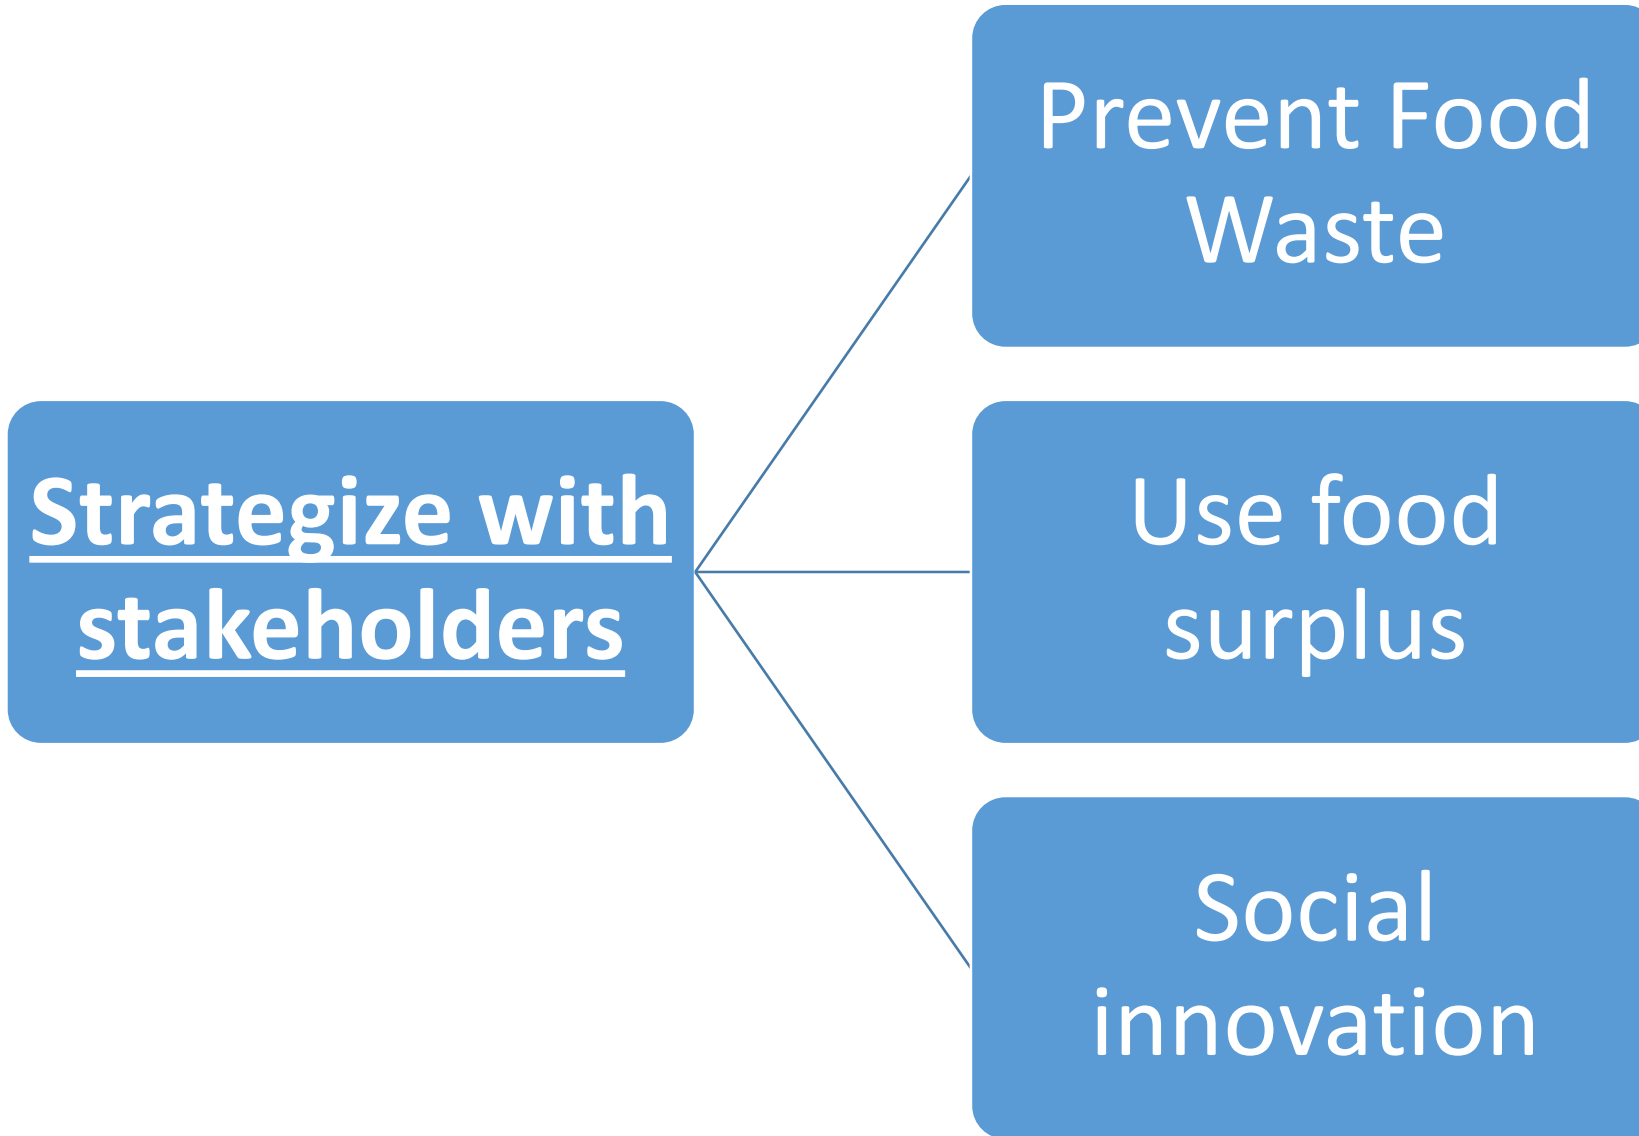 Prevent Food
Waste
Strategize with
stakeholders
Use food
surplus
Social
innovation